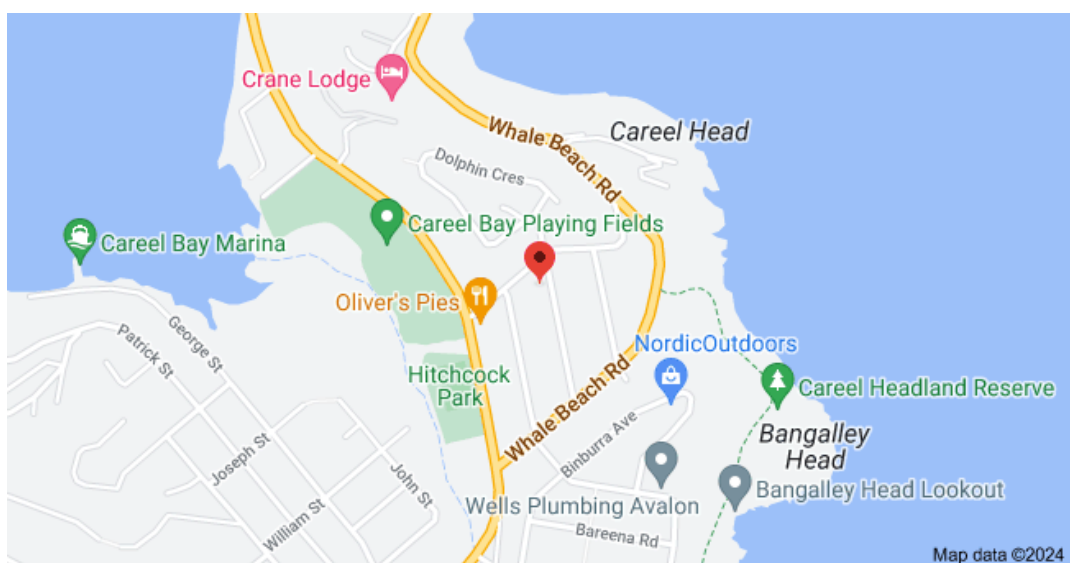 Crane Lodge
Whale Beach Rd
Careel Head
Dolphin Cres
Careel Bay Playing Fields
Careel Bay Marina
Oliver's Pies
George St
Patrick St
NordicOutdoors
Hitchcock
Park
Whale Beach Rd
Careel Headland Reserve
Binburra Ave
Bangalley
Head
Joseph St
John St
William St
Wells Plumbing Avalon
Bangalley Head Lookout
Bareena Rd
Map data ©2024